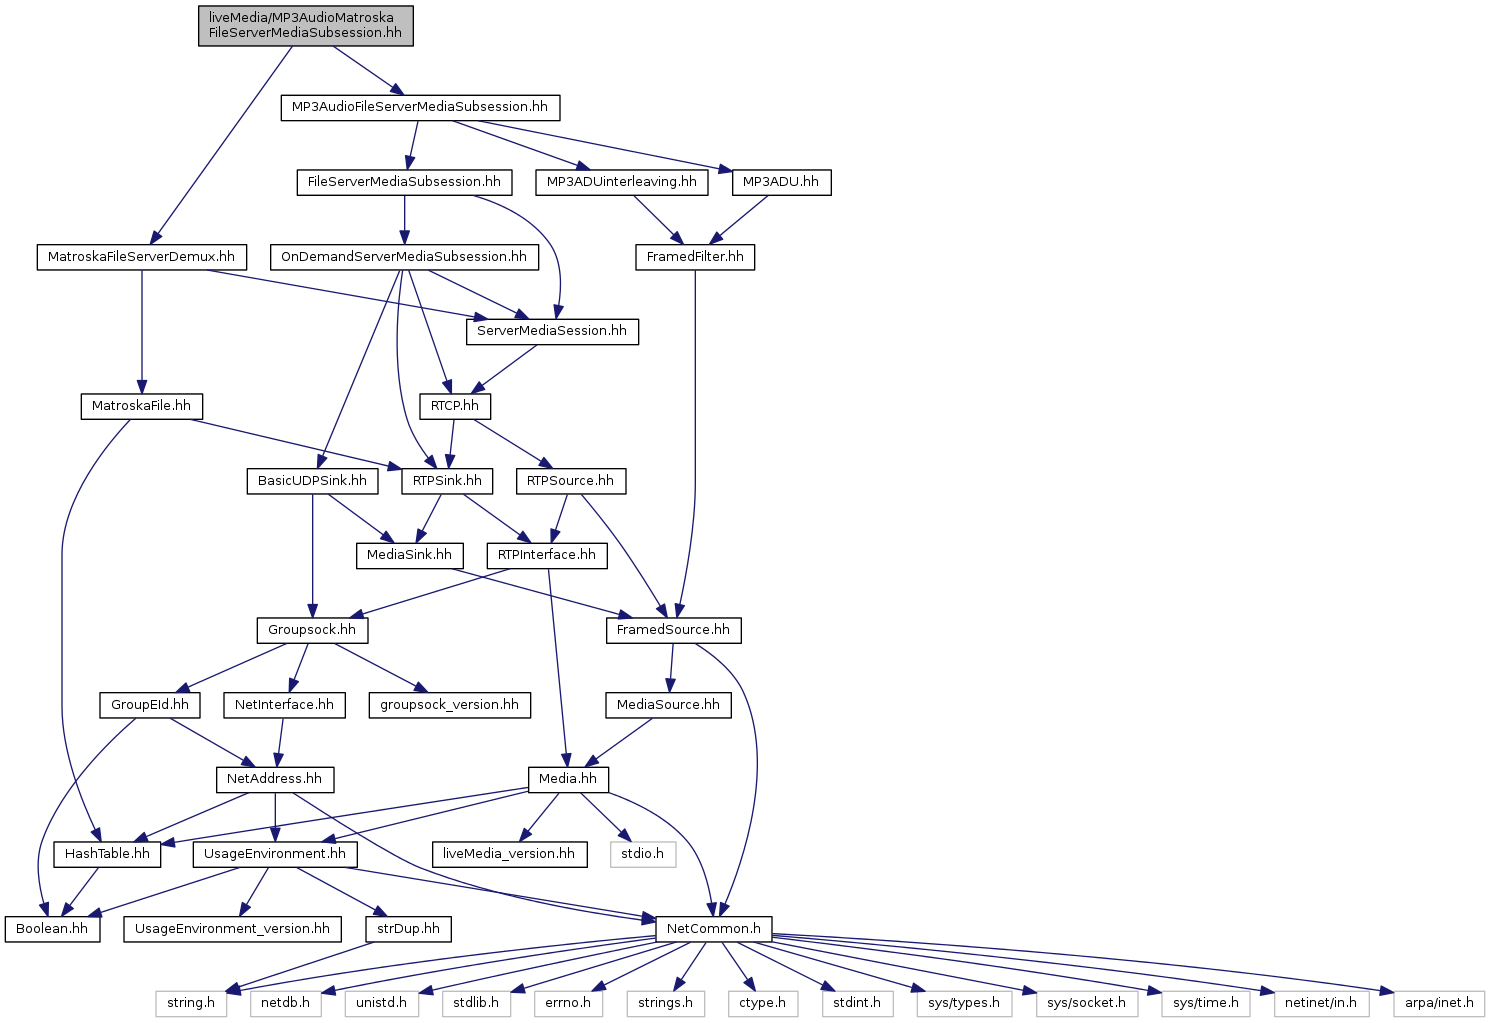 liveMedia/MP3AudioMatroska
FileServerMediaSubsession.hh
MP3AudioFileServerMediaSubsession.hh
FileServerMediaSubsession.hh
MP3ADUinterleaving.hh
MP3ADU.hh
MatroskaFileServerDemux.hh
OnDemandServerMediaSubsession.hh
FramedFilter.hh
ServerMediaSession.hh
MatroskaFile.hh
RTCP.hh
BasicUDPSink.hh
RTPSink.hh
RTPSource.hh
MediaSink.hh
RTPInterface.hh
Groupsock.hh
FramedSource.hh
GroupEId.hh
NetInterface.hh
groupsock_version.hh
MediaSource.hh
NetAddress.hh
Media.hh
HashTable.hh
UsageEnvironment.hh
liveMedia_version.hh
stdio.h
Boolean.hh
UsageEnvironment_version.hh
strDup.hh
NetCommon.h
string.h
netdb.h
unistd.h
stdlib.h
errno.h
strings.h
ctype.h
stdint.h
sys/types.h
sys/socket.h
sys/time.h
netinet/in.h
arpa/inet.h